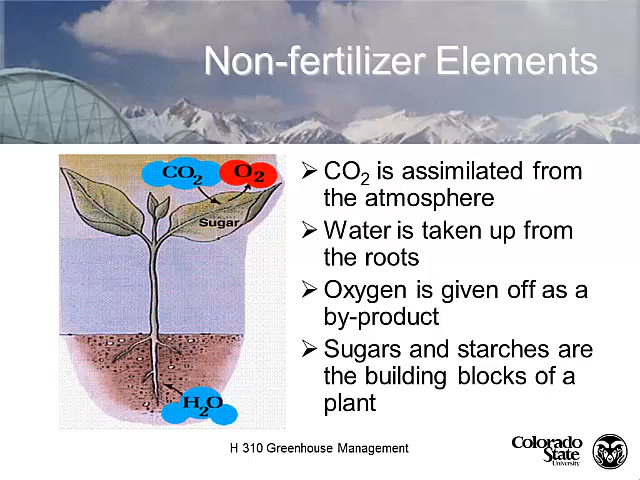 Non-fertilizer Elements
CO2 O2
Sugar
H2O
➢ CO2 is assimilated from
the atmosphere
➢ Water is taken up from
the roots
➢ Oxygen is given off as a
by-product
➢ Sugars and starches are
the building blocks of a
plant
H 310 Greenhouse Management
Colorado
State
University